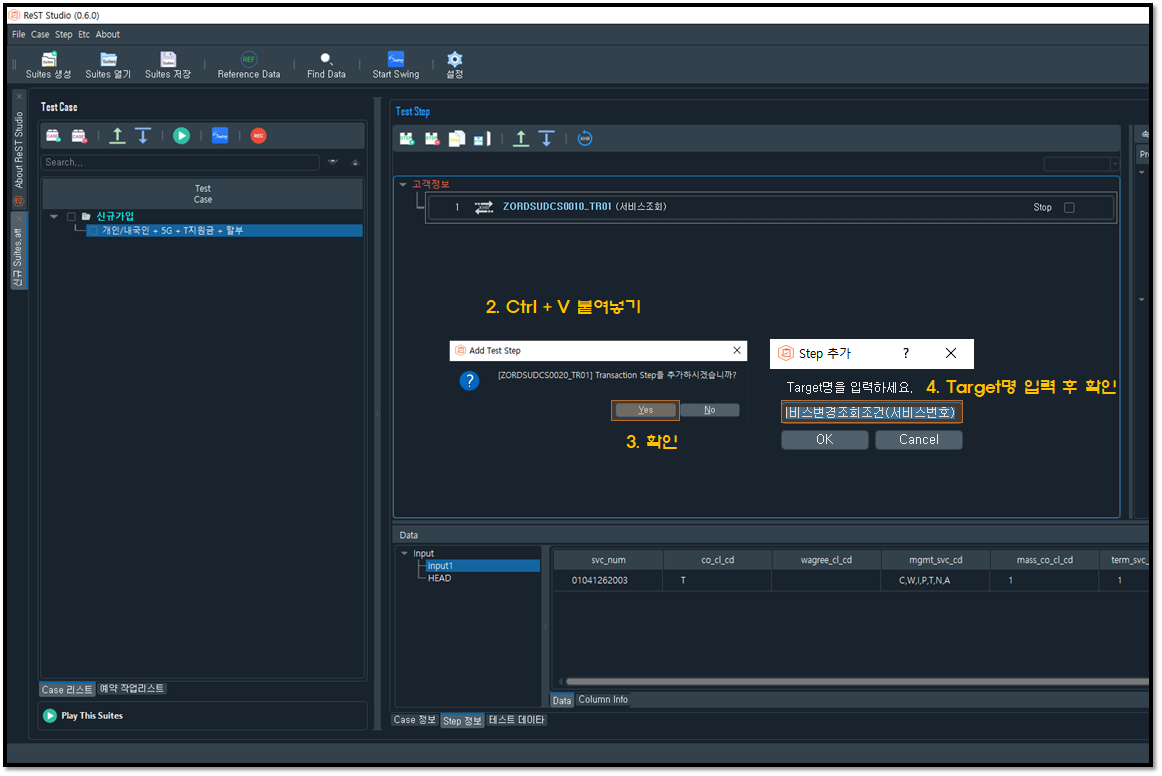 ReST Studio (0.6.0)
File Case Step Etc About
Suites 생성
Suites 열기
Suites 저장
REF
Reference Data
Find Data
Start Swing
설정
About ReST Studio
신규 Suites.att
Test Case
CASE
CASE
REC
Search...
Test
Case
신규가입
개인/내국인 + 5G + T지원금 + 할부
Case 리스트
예약 작업리스트
Play This Suites
Test Step
고객정보
1 ZORDSUDCS0010_TR01 (서비스조회) Stop
2. Ctrl + V 붙여넣기
Add Test Step
[ZORDSUDCS0020_TR01] Transaction Step을 추가하시겠습니까?
Yes No
3. 확인
Step 추가 ?
Target명을 입력하세요.
4. Target명 입력 후 확인
비스변경조회조건(서비스번호)
OK Cancel
Data
Input
input1
HEAD
svc_num co_cl_cd wagree_cl_cd mgmt_svc_cd mass_co_cl_cd term_svc_
01041262003 T C,W,I,P,T,N,A 1 1
Data Column Info
Case 정보 Step 정보 테스트 데이타